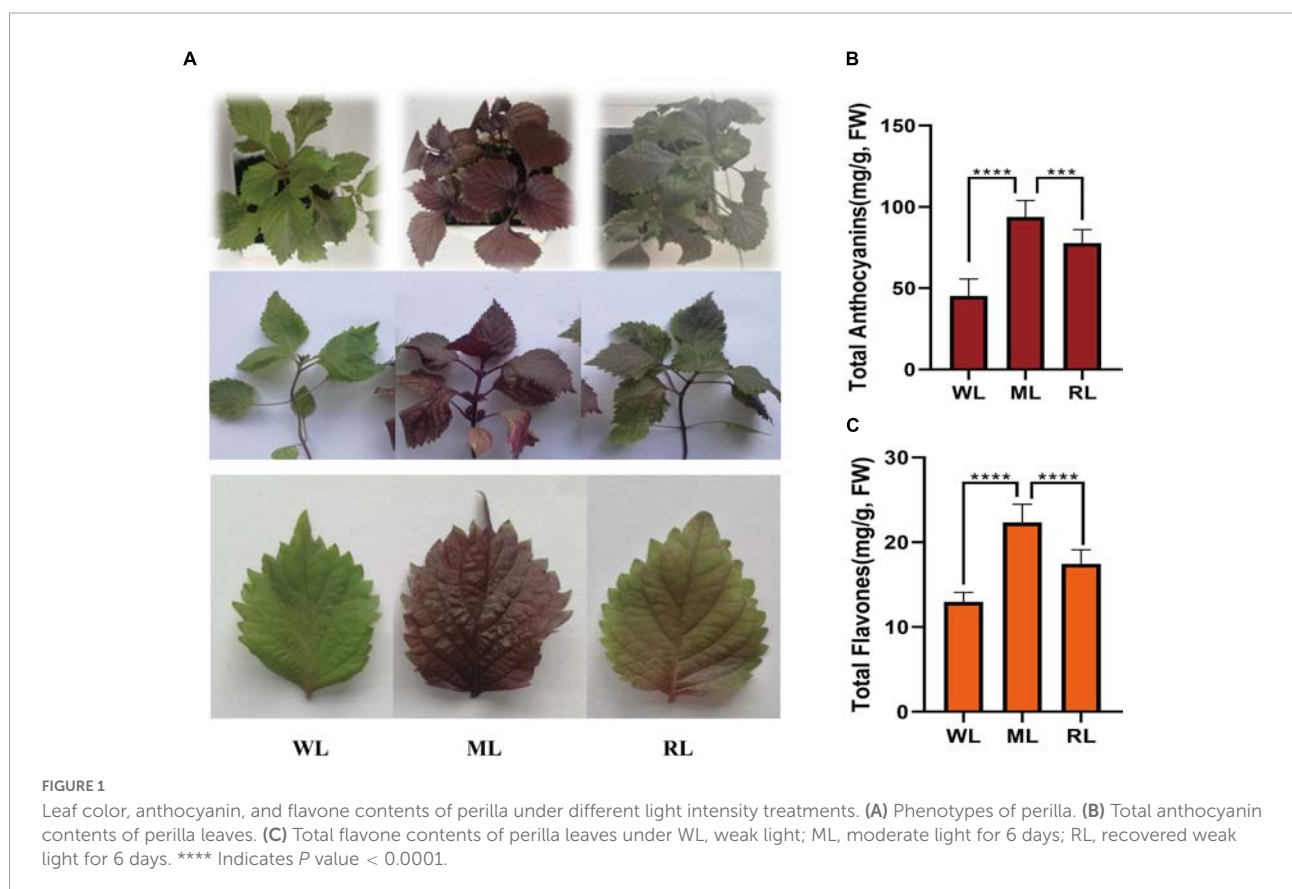 A
WL
ML
RL
B
Total Anthocyanins(mg/g, FW)
150
100
50
0
****
***
WL
ML
RL
C
Total Flavones(mg/g, FW)
30
20
10
0
****
****
WL
ML
RL
FIGURE 1
Leaf color, anthocyanin, and flavone contents of perilla under different light intensity treatments. (A) Phenotypes of perilla. (B) Total anthocyanin
contents of perilla leaves. (C) Total flavone contents of perilla leaves under WL, weak light; ML, moderate light for 6 days; RL, recovered weak
light for 6 days. **** Indicates P value < 0.0001.